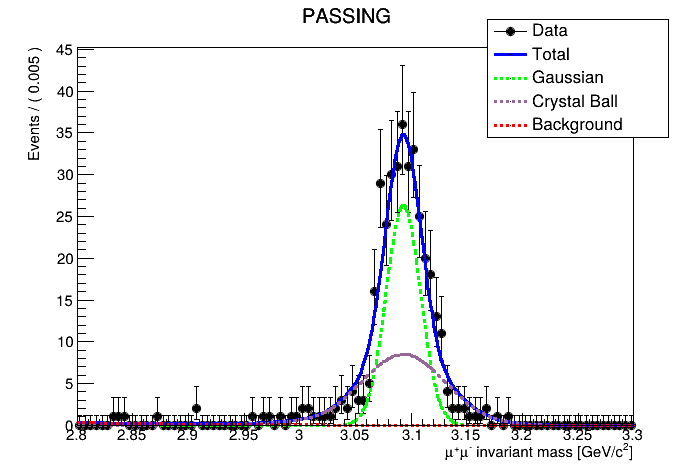 PASSING
Data
Total
Gaussian
Crystal Ball
Background
Events / ( 0.005 )
45
40
35
30
25
20
15
10
5
0
2.8 2.85 2.9 2.95 3 3.05 3.1 3.15 3.2 3.25 3.3
μ⁺μ⁻ invariant mass [GeV/c²]